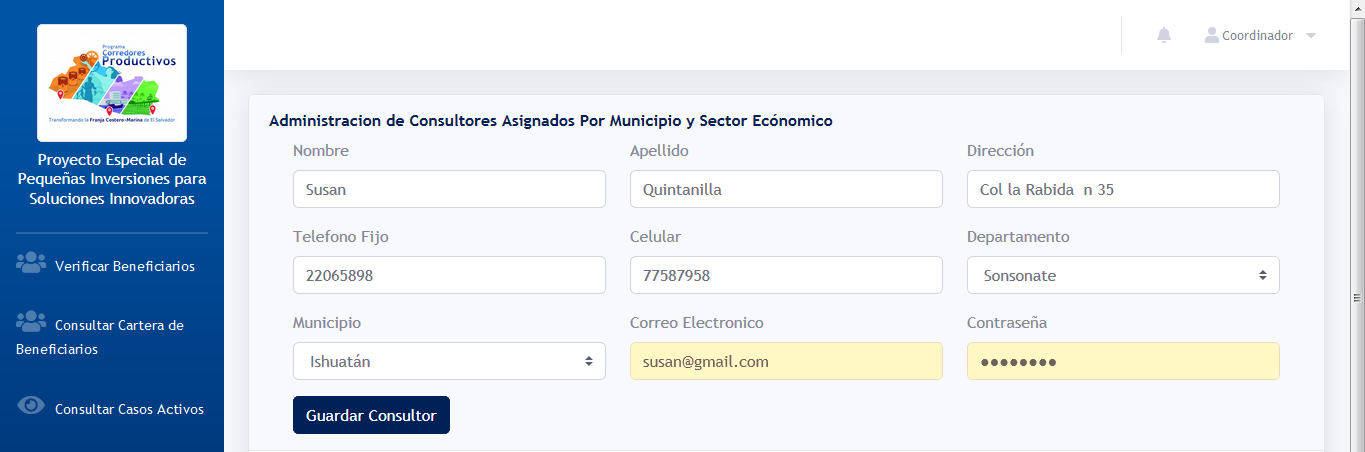 Programa
Corredores
Productivos
Transformando la Franja Costero-Marina de El Salvador
Proyecto Especial de
Pequeñas Inversiones para
Soluciones Innovadoras
Verificar Beneficiarios
Consultar Cartera de
Beneficiarios
Consultar Casos Activos
Coordinador
Administracion de Consultores Asignados Por Municipio y Sector Ecónomico
Nombre Apellido Dirección
Susan Quintanilla Col la Rabida n 35
Telefono Fijo Celular Departamento
22065898 77587958 Sonsonate
Municipio Correo Electronico Contraseña
Ishuatán susan@gmail.com ●●●●●●●●
Guardar Consultor